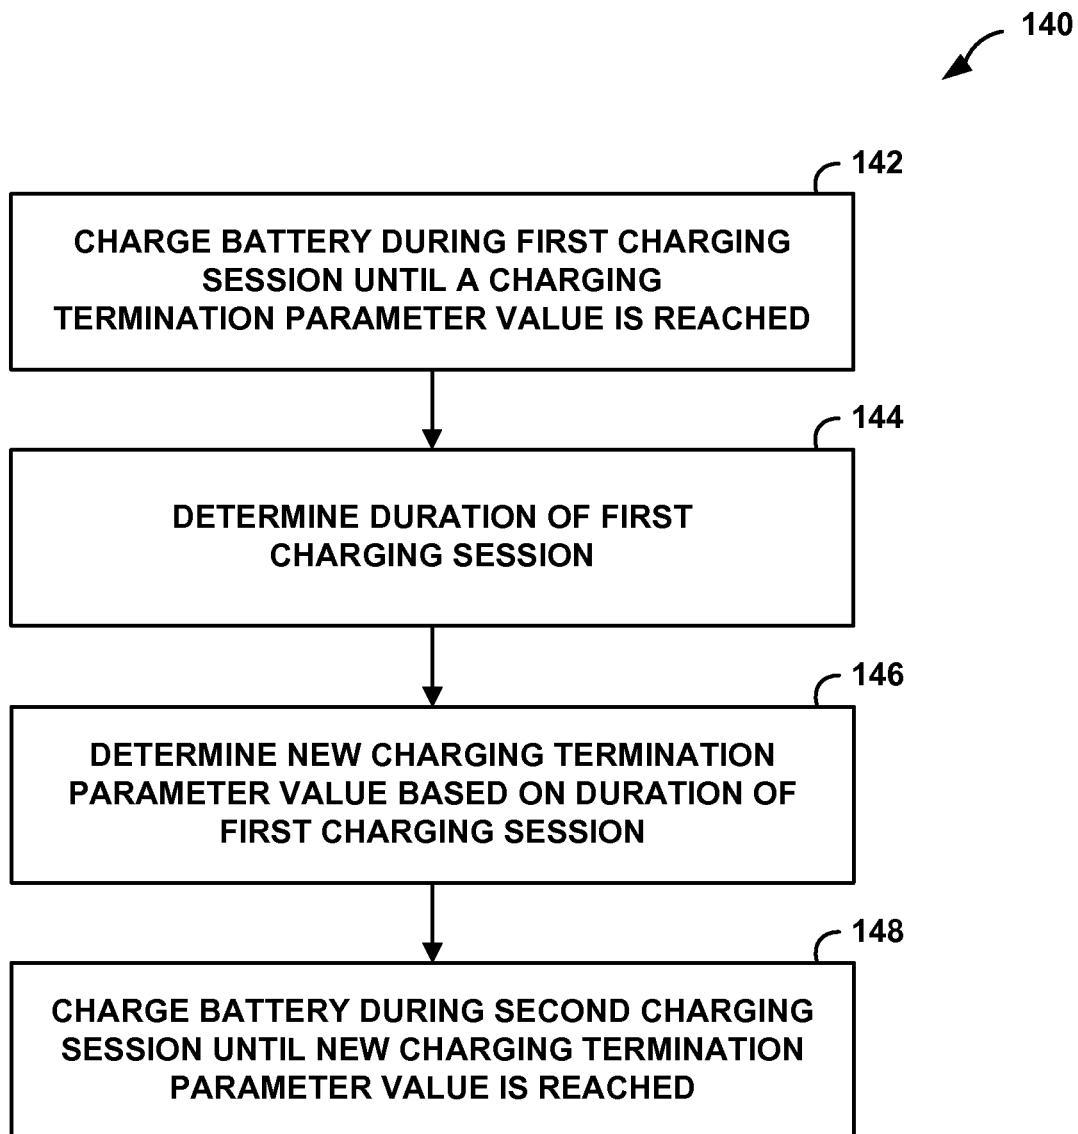 140
142
CHARGE BATTERY DURING FIRST CHARGING
SESSION UNTIL A CHARGING
TERMINATION PARAMETER VALUE IS REACHED
144
DETERMINE DURATION OF FIRST
CHARGING SESSION
146
DETERMINE NEW CHARGING TERMINATION
PARAMETER VALUE BASED ON DURATION OF
FIRST CHARGING SESSION
148
CHARGE BATTERY DURING SECOND CHARGING
SESSION UNTIL NEW CHARGING TERMINATION
PARAMETER VALUE IS REACHED